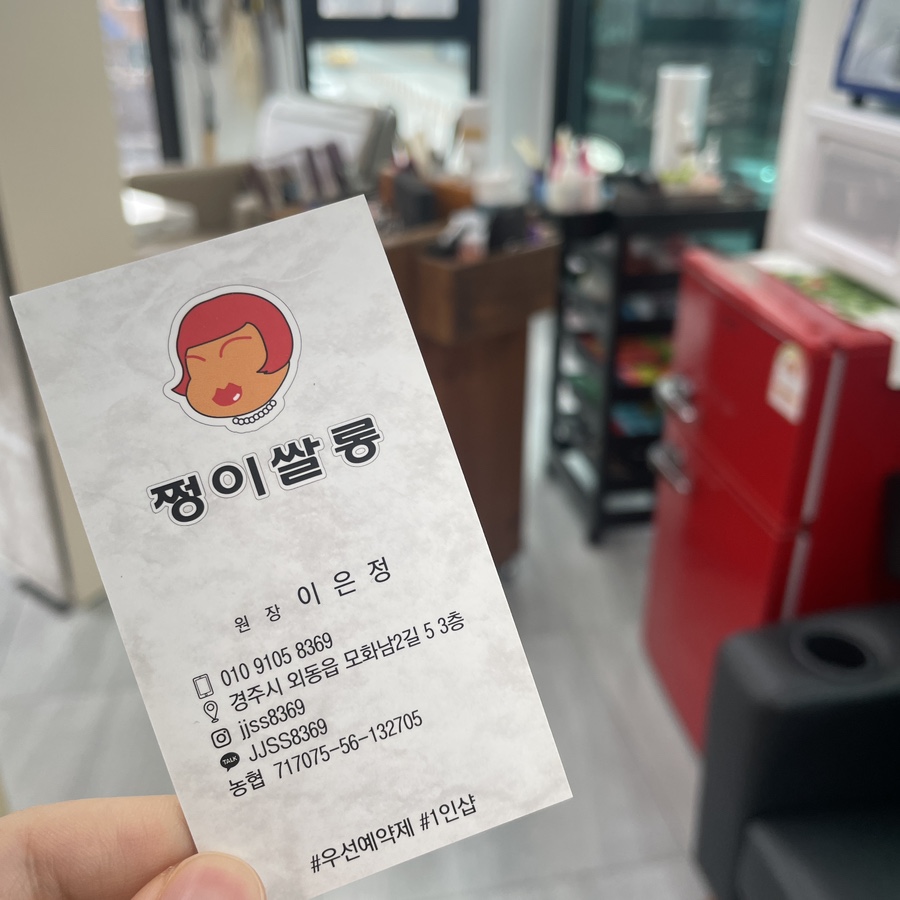 쩡이쌀롱
원장 이은정
010 9105 8369
경주시 외동읍 모화남2길 5 3층
jjss8369
TALK JJSS8369
농협 717075-56-132705
#우선예약제 #1인샵